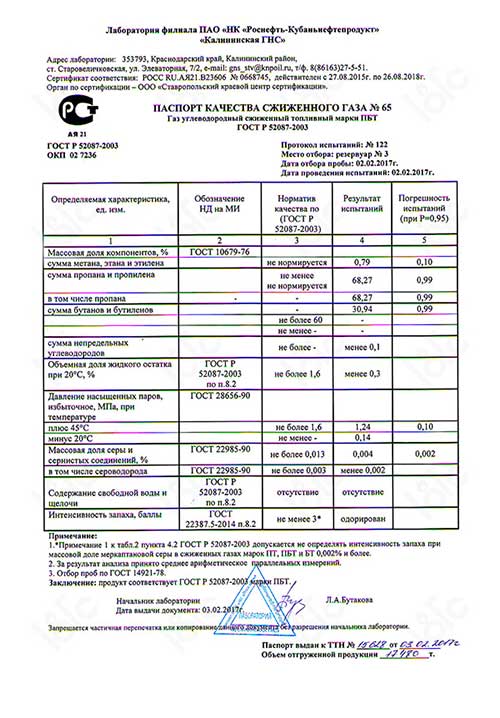 Лаборатория филиала ПАО «НК «Роснефть-Кубаньнефтепродукт»
«Калининская ГНС»
Адрес лаборатории: 353793, Краснодарский край, Калининский район,
ст. Старовеличковская, ул. Элеваторная, 7/2, e-mail: gns_stv@knpoil.ru, т/ф. 8(86163)27-5-51.
Сертификат соответствия: РОСС RU.АЯ21.В23606 № 0668745, действителен с 27.08.2015г. по 26.08.2018г.
Орган по сертификации – ООО «Ставропольский краевой центр сертификации».
АЯ 21
ПАСПОРТ КАЧЕСТВА СЖИЖЕННОГО ГАЗА № 65
Газ углеводородный сжиженный топливный марки ПБТ
ГОСТ Р 52087-2003
ГОСТ Р 52087-2003
ОКП 02 7236
Протокол испытаний: № 122
Место отбора: резервуар № 3
Дата отбора пробы: 02.02.2017г.
Дата проведения испытаний: 02.02.2017г.
Определяемая характеристика, ед. изм. Обозначение НД на МИ Норматив качества по (ГОСТ Р 52087-2003) Результат испытаний Погрешность испытаний (при Р=0,95)
1 2 3 4 5
Массовая доля компонентов, % ГОСТ 10679-76
сумма метана, этана и этилена не нормируется 0,79 0,10
сумма пропана и пропилена не менее не нормируется 68,27 0,99
в том числе пропана - - 68,27 0,99
сумма бутанов и бутиленов 30,94 0,99
не более 60 -
не менее - -
сумма непредельных углеводородов не более - менее 0,1
Объемная доля жидкого остатка при 20°С, % ГОСТ Р 52087-2003 по п.8.2 не более 1,6 менее 0,3
Давление насыщенных паров, избыточное, МПа, при температуре ГОСТ 28656-90
плюс 45°С не более 1,6 1,24 0,10
минус 20°С не менее - 0,14
Массовая доля серы и сернистых соединений, % ГОСТ 22985-90 не более 0,013 0,004 0,002
в том числе сероводород ГОСТ 22985-90 не более 0,003 менее 0,002
Содержание свободной воды и щелочи ГОСТ Р 52087-2003 по п.8.2 отсутствие отсутствие
Интенсивность запаха, баллы ГОСТ 22387.5-2014 п.8.2 не менее 3* одорирован
Примечание:
1.*Примечание 1 к табл.2 пункта 4.2 ГОСТ Р 52087-2003 допускается не определять интенсивность запаха при
массовой доле меркаптановой серы в сжиженных газах марок ПТ, ПБТ и БТ 0,002% и более.
2. За результат анализа принято среднее арифметическое параллельных измерений.
3. Отбор проб по ГОСТ 14921-78.
Заключение: продукт соответствует ГОСТ Р 52087-2003 марки ПБТ.
Начальник лаборатории Л.А.Бутакова
Дата выдачи документа: 03.02.2017г.
ЛАБОРАТОРИЯ
Запрещается частичная перепечатка или копирование данного документа без разрешения начальника лаборатории.
Паспорт выдан к ТТН № от 03.02.2017г
Объем отгруженной продукции т.